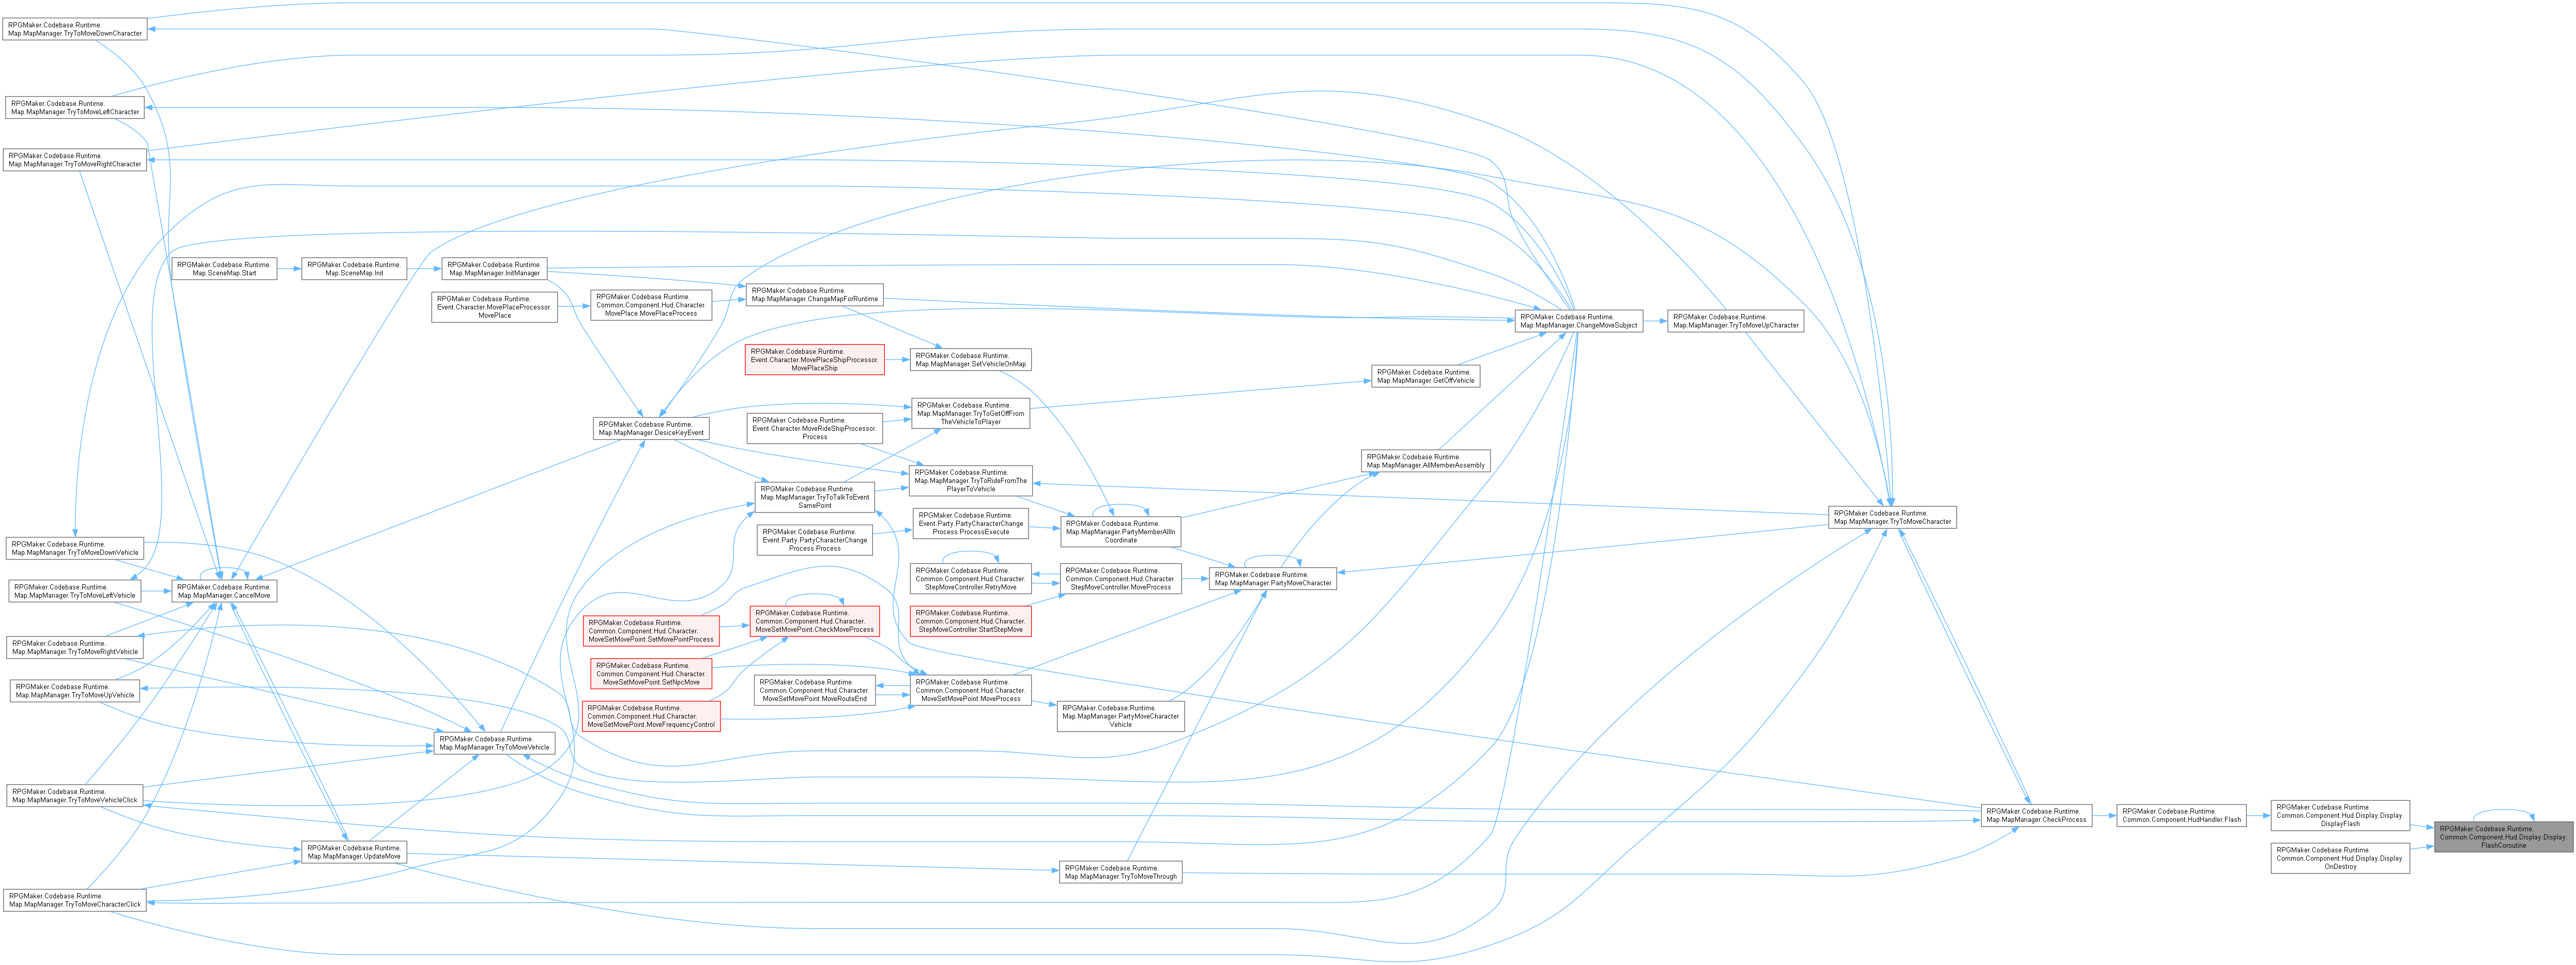 RPGMaker.Codebase.Runtime.
Map.MapManager.TryToMoveDownCharacter
RPGMaker.Codebase.Runtime.
Map.MapManager.TryToMoveLeftCharacter
RPGMaker.Codebase.Runtime.
Map.MapManager.TryToMoveRightCharacter
RPGMaker.Codebase.Runtime.
Map.SceneMap.Start
RPGMaker.Codebase.Runtime.
Map.SceneMap.Init
RPGMaker.Codebase.Runtime.
Map.MapManager.InitManager
RPGMaker.Codebase.Runtime.
Event.Character.MovePlaceProcessor.
MovePlace
RPGMaker.Codebase.Runtime.
Common.Component.Hud.Character.
MovePlace.MovePlaceProcess
RPGMaker.Codebase.Runtime.
Map.MapManager.ChangeMapForRuntime
RPGMaker.Codebase.Runtime.
Map.MapManager.ChangeMoveSubject
RPGMaker.Codebase.Runtime.
Map.MapManager.TryToMoveUpCharacter
RPGMaker.Codebase.Runtime.
Event.Character.MovePlaceShipProcessor.
MovePlaceShip
RPGMaker.Codebase.Runtime.
Map.MapManager.SetVehicleOnMap
RPGMaker.Codebase.Runtime.
Map.MapManager.GetOffVehicle
RPGMaker.Codebase.Runtime.
Map.MapManager.DesiceKeyEvent
RPGMaker.Codebase.Runtime.
Event.Character.MoveRideShipProcessor.
Process
RPGMaker.Codebase.Runtime.
Map.MapManager.TryToGetOffFrom
TheVehicleToPlayer
RPGMaker.Codebase.Runtime.
Map.MapManager.AllMemberAssembly
RPGMaker.Codebase.Runtime.
Map.MapManager.TryToRideFromThe
PlayerToVehicle
RPGMaker.Codebase.Runtime.
Map.MapManager.TryToTalkToEvent
SamePoint
RPGMaker.Codebase.Runtime.
Event.Party.PartyCharacterChange
Process.Process
RPGMaker.Codebase.Runtime.
Event.Party.PartyCharacterChange
Process.ProcessExecute
RPGMaker.Codebase.Runtime.
Map.MapManager.PartyMemberAllIn
Coordinate
RPGMaker.Codebase.Runtime.
Map.MapManager.TryToMoveCharacter
RPGMaker.Codebase.Runtime.
Map.MapManager.TryToMoveDownVehicle
RPGMaker.Codebase.Runtime.
Map.MapManager.TryToMoveLeftVehicle
RPGMaker.Codebase.Runtime.
Map.MapManager.CancelMove
RPGMaker.Codebase.Runtime.
Common.Component.Hud.Character.
StepMoveController.RetryMove
RPGMaker.Codebase.Runtime.
Common.Component.Hud.Character.
StepMoveController.MoveProcess
RPGMaker.Codebase.Runtime.
Map.MapManager.PartyMoveCharacter
RPGMaker.Codebase.Runtime.
Common.Component.Hud.Character.
StepMoveController.StartStepMove
RPGMaker.Codebase.Runtime.
Common.Component.Hud.Character.
MoveSetMovePoint.SetMovePointProcess
RPGMaker.Codebase.Runtime.
Common.Component.Hud.Character.
MoveSetMovePoint.CheckMoveProcess
RPGMaker.Codebase.Runtime.
Map.MapManager.TryToMoveRightVehicle
RPGMaker.Codebase.Runtime.
Common.Component.Hud.Character.
MoveSetMovePoint.SetNpcMove
RPGMaker.Codebase.Runtime.
Map.MapManager.TryToMoveUpVehicle
RPGMaker.Codebase.Runtime.
Common.Component.Hud.Character.
MoveSetMovePoint.MoveRouteEnd
RPGMaker.Codebase.Runtime.
Common.Component.Hud.Character.
MoveSetMovePoint.MoveProcess
RPGMaker.Codebase.Runtime.
Common.Component.Hud.Character.
MoveSetMovePoint.MoveFrequencyControl
RPGMaker.Codebase.Runtime.
Map.MapManager.PartyMoveCharacter
Vehicle
RPGMaker.Codebase.Runtime.
Map.MapManager.TryToMoveVehicle
RPGMaker.Codebase.Runtime.
Map.MapManager.TryToMoveVehicleClick
RPGMaker.Codebase.Runtime.
Map.MapManager.CheckProcess
RPGMaker.Codebase.Runtime.
Common.Component.HudHandler.Flash
RPGMaker.Codebase.Runtime.
Common.Component.Hud.Display.Display.
DisplayFlash
RPGMaker.Codebase.Runtime.
Common.Component.Hud.Display.Display.
FlashCoroutine
RPGMaker.Codebase.Runtime.
Map.MapManager.UpdateMove
RPGMaker.Codebase.Runtime.
Common.Component.Hud.Display.Display.
OnDestroy
RPGMaker.Codebase.Runtime.
Map.MapManager.TryToMoveThrough
RPGMaker.Codebase.Runtime.
Map.MapManager.TryToMoveCharacterClick